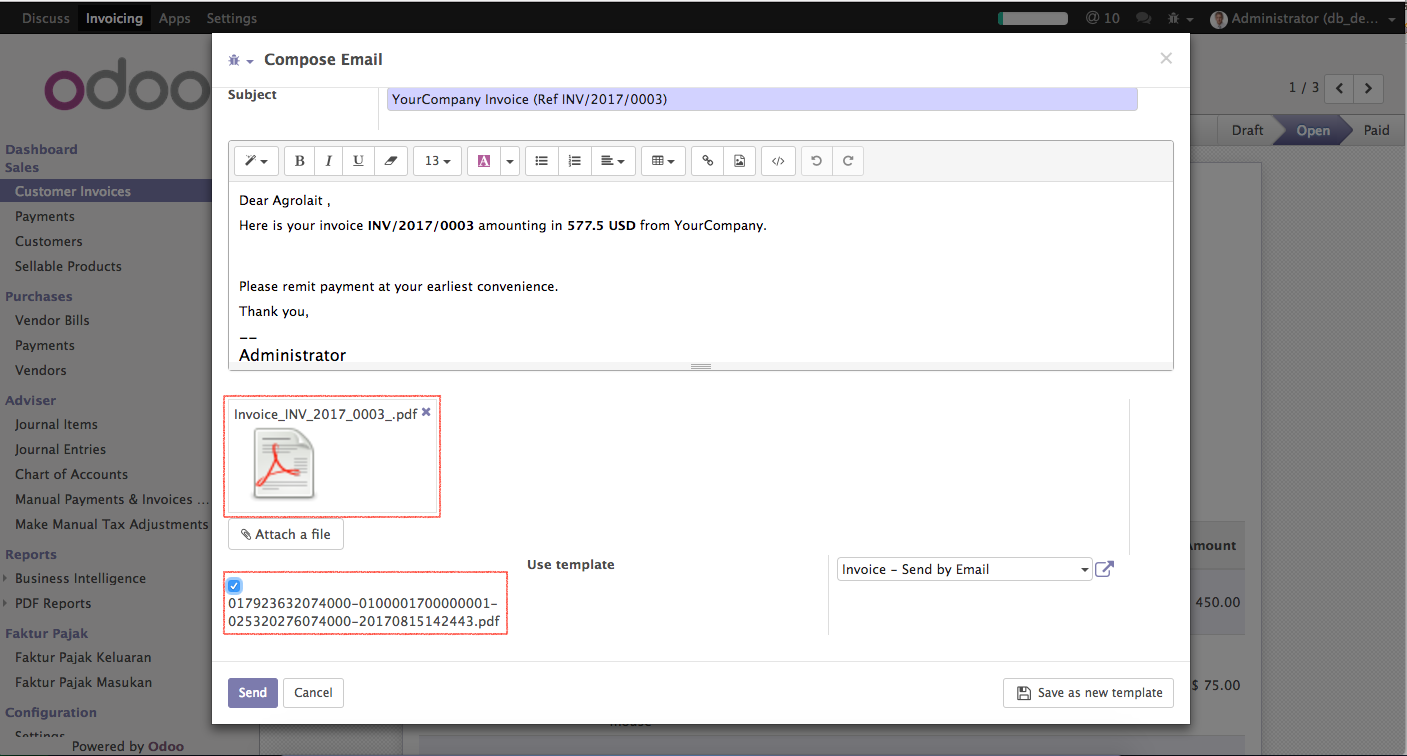 Discuss Invoicing Apps Settings @ 10 Administrator (db_de...
Compose Email ×
odoo
Subject YourCompany Invoice (Ref INV/2017/0003)
1 / 3
Draft Open Paid
B I U 13 A
Dear Agrolait ,
Here is your invoice INV/2017/0003 amounting in 577.5 USD from YourCompany.
Please remit payment at your earliest convenience.
Thank you,
--
Administrator
Invoice_INV_2017_0003_.pdf
Attach a file
Use template Invoice - Send by Email
017923632074000-0100001700000001-
025320276074000-20170815142443.pdf
Send Cancel Save as new template
Dashboard
Sales
Customer Invoices
Payments
Customers
Sellable Products
Purchases
Vendor Bills
Payments
Vendors
Adviser
Journal Items
Journal Entries
Chart of Accounts
Manual Payments & Invoices ...
Make Manual Tax Adjustments
Reports
Business Intelligence
PDF Reports
Faktur Pajak
Faktur Pajak Keluaran
Faktur Pajak Masukan
Configuration
Settings
Powered by Odoo
Amount
450.00
$ 75.00